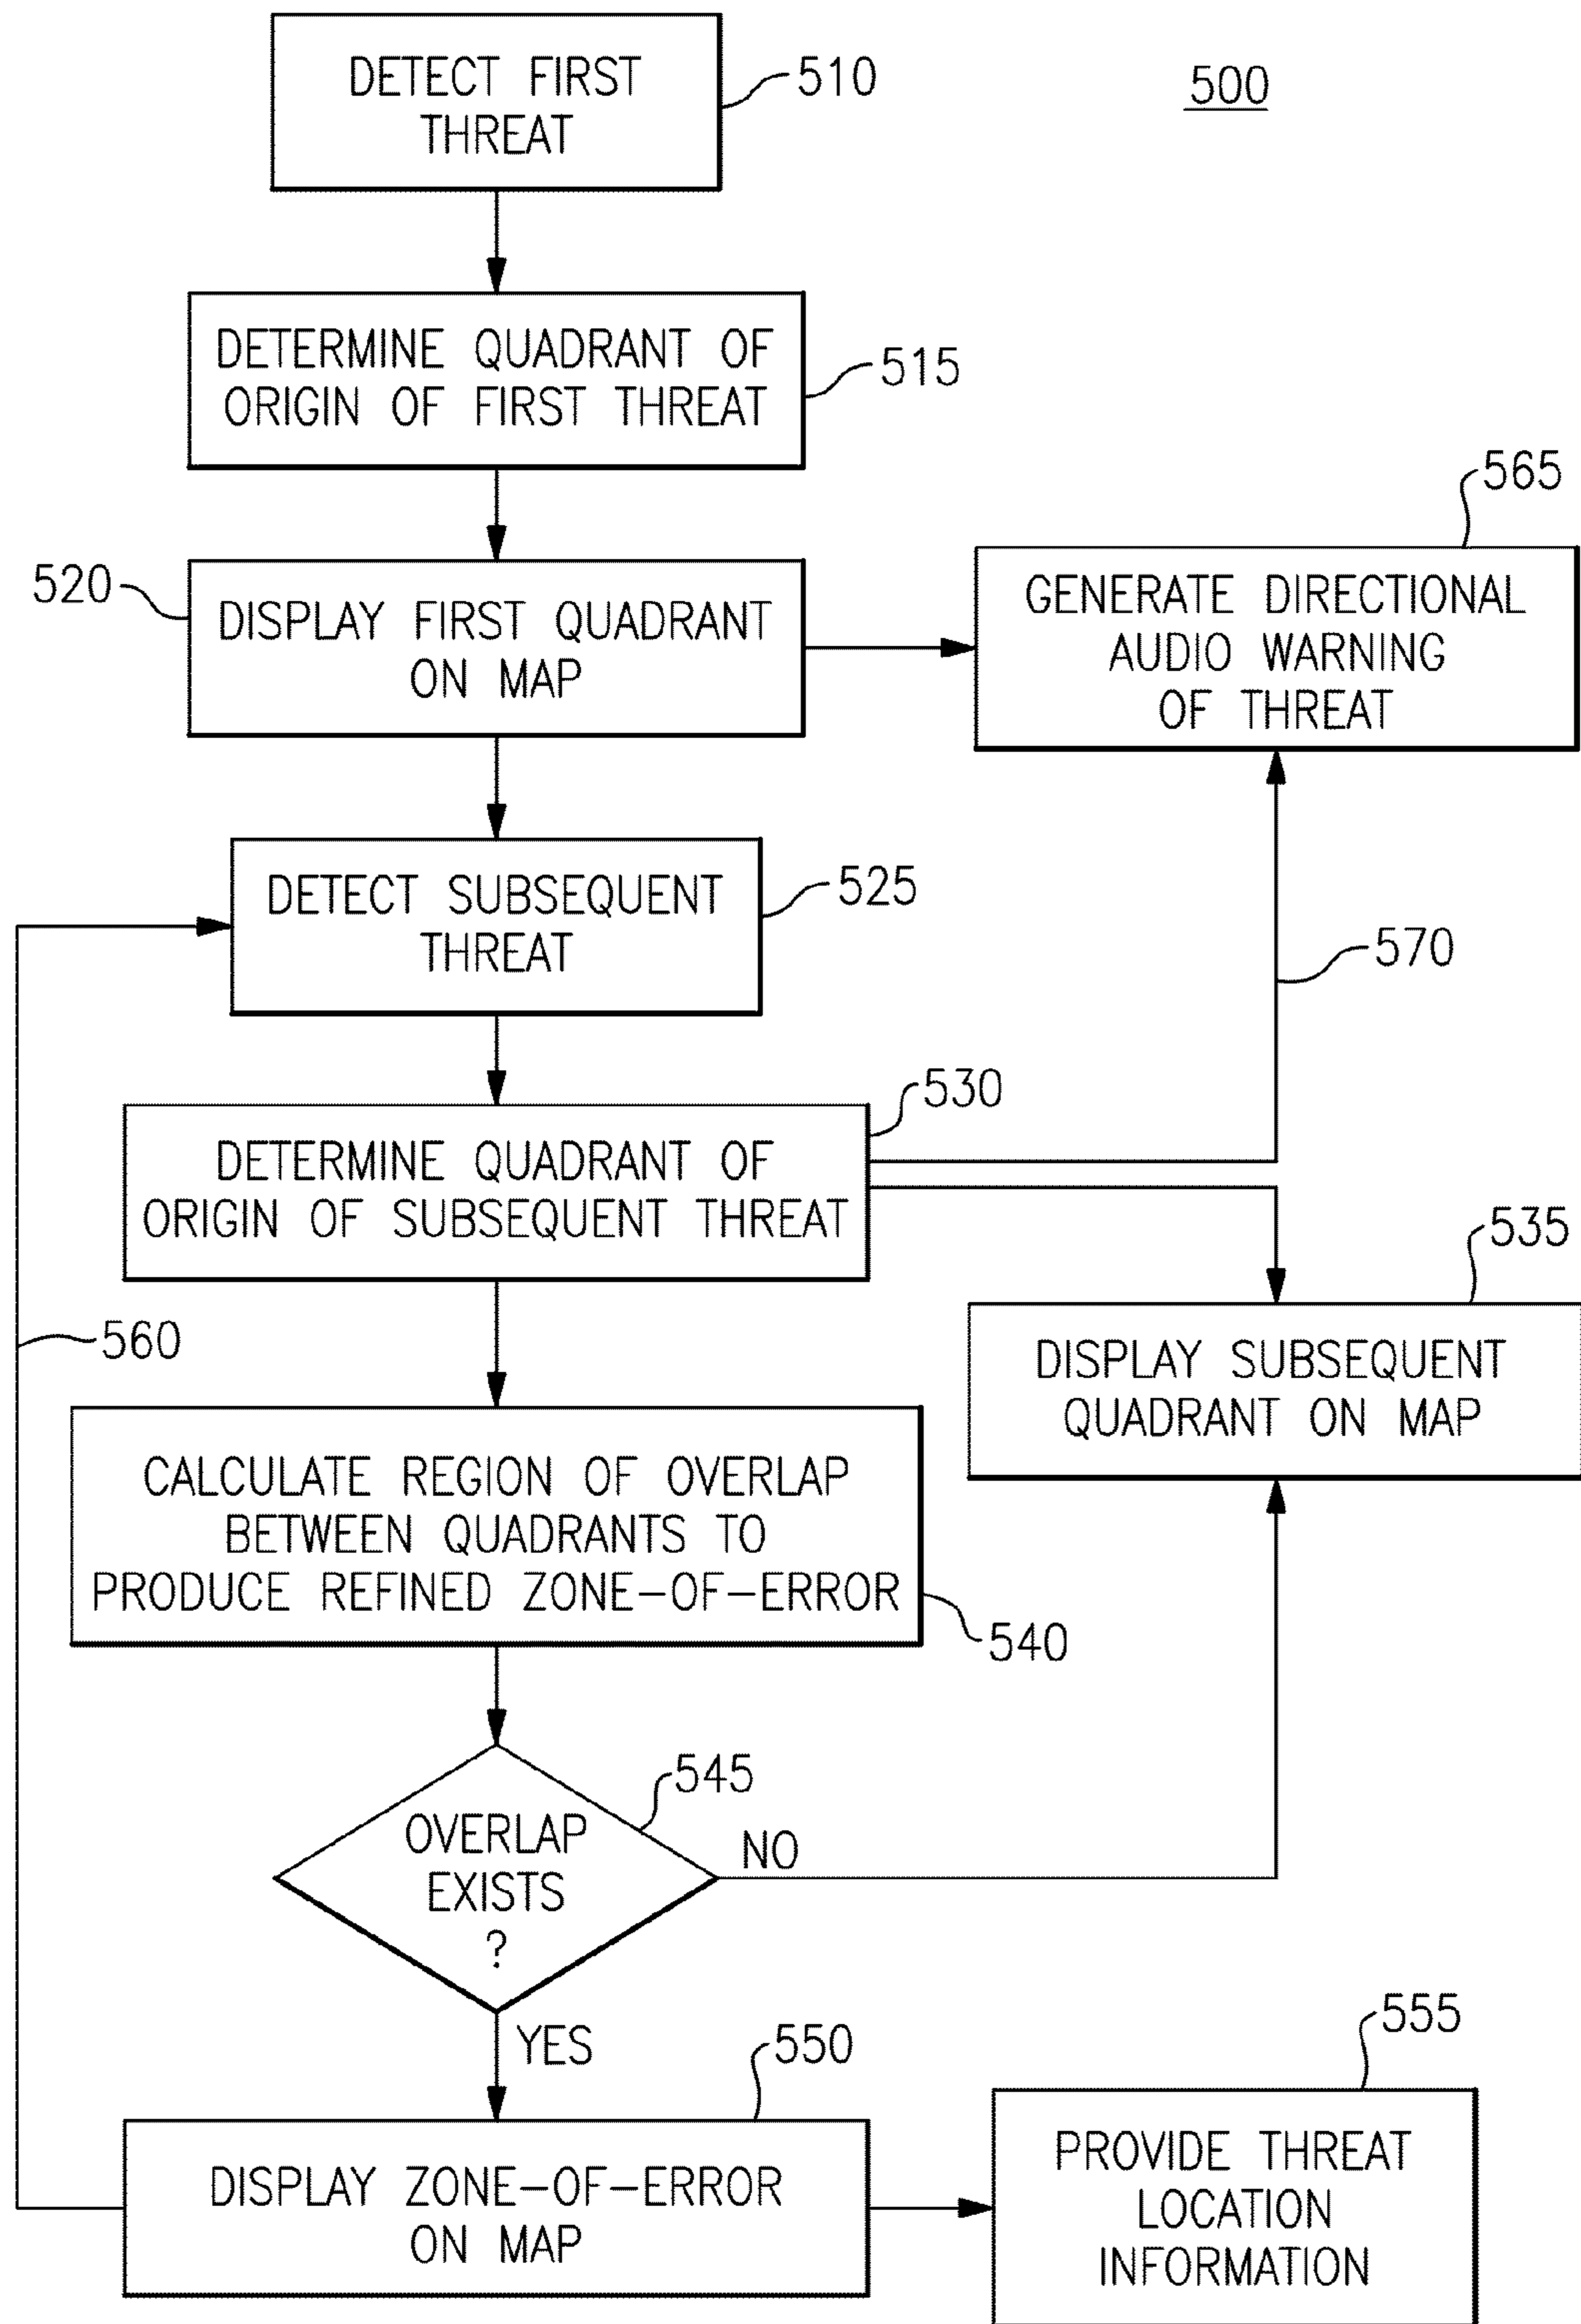 DETECT FIRST
THREAT
510
500
DETERMINE QUADRANT OF
ORIGIN OF FIRST THREAT
515
520
DISPLAY FIRST QUADRANT
ON MAP
565
GENERATE DIRECTIONAL
AUDIO WARNING
OF THREAT
DETECT SUBSEQUENT
THREAT
525
570
530
DETERMINE QUADRANT OF
ORIGIN OF SUBSEQUENT THREAT
535
DISPLAY SUBSEQUENT
QUADRANT ON MAP
560
CALCULATE REGION OF OVERLAP
BETWEEN QUADRANTS TO
PRODUCE REFINED ZONE-OF-ERROR
540
545
OVERLAP
EXISTS
?
NO
YES
550
DISPLAY ZONE-OF-ERROR
ON MAP
555
PROVIDE THREAT
LOCATION
INFORMATION